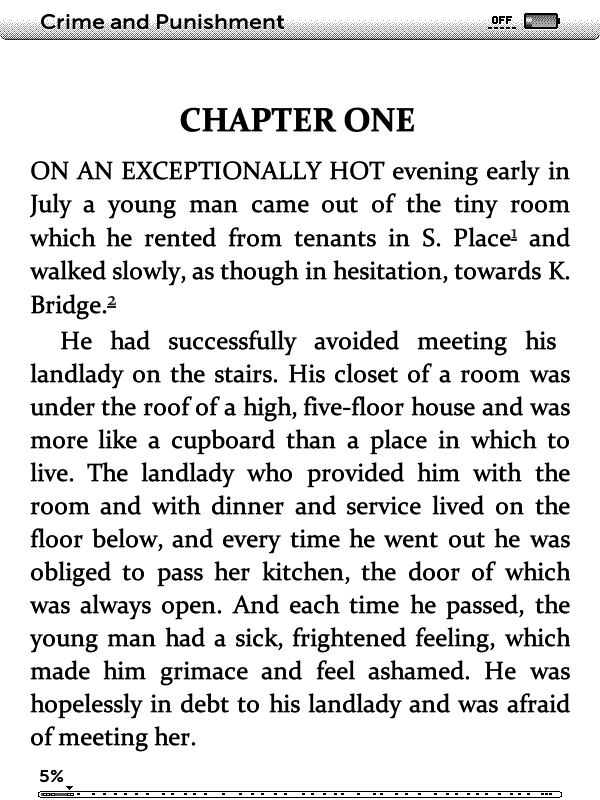 Crime and Punishment
OFF
CHAPTER ONE
ON AN EXCEPTIONALLY HOT evening early in
July a young man came out of the tiny room
which he rented from tenants in S. Place1 and
walked slowly, as though in hesitation, towards K.
Bridge.2
He had successfully avoided meeting his
landlady on the stairs. His closet of a room was
under the roof of a high, five-floor house and was
more like a cupboard than a place in which to
live. The landlady who provided him with the
room and with dinner and service lived on the
floor below, and every time he went out he was
obliged to pass her kitchen, the door of which
was always open. And each time he passed, the
young man had a sick, frightened feeling, which
made him grimace and feel ashamed. He was
hopelessly in debt to his landlady and was afraid
of meeting her.
5%